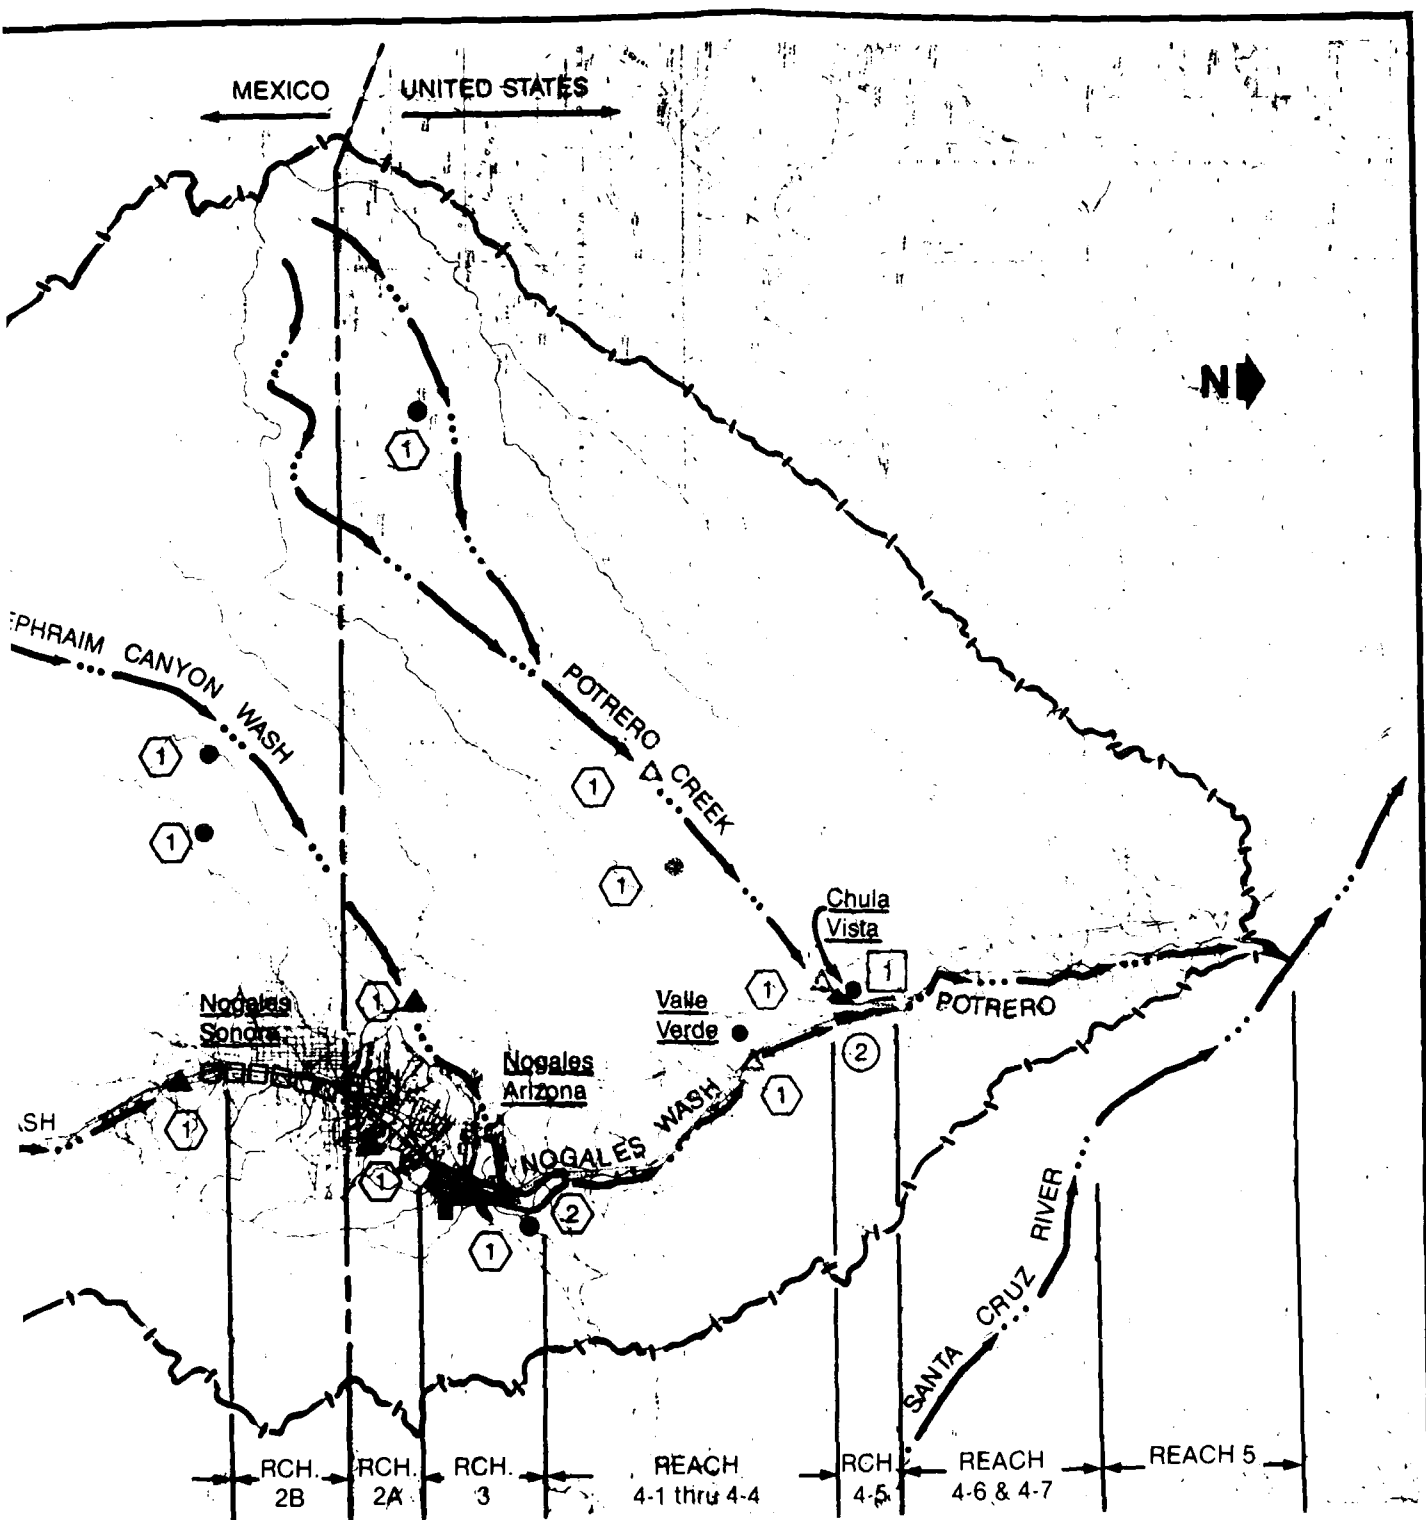 MEXICO
UNITED STATES
N
1
EPHRAIM CANYON WASH
1
1
POTRERO CREEK
1
1
Chula
Vista
1
1
1
Valle
Verde
POTRERO
2
1
Nogales
Sonora
Nogales
Arizona
1
ASH
1
NOGALES WASH
2
1
SANTA CRUZ RIVER
RCH.
2B
RCH.
2A
RCH.
3
REACH
4-1 thru 4-4
RCH.
4-5
REACH
4-6 & 4-7
REACH 5